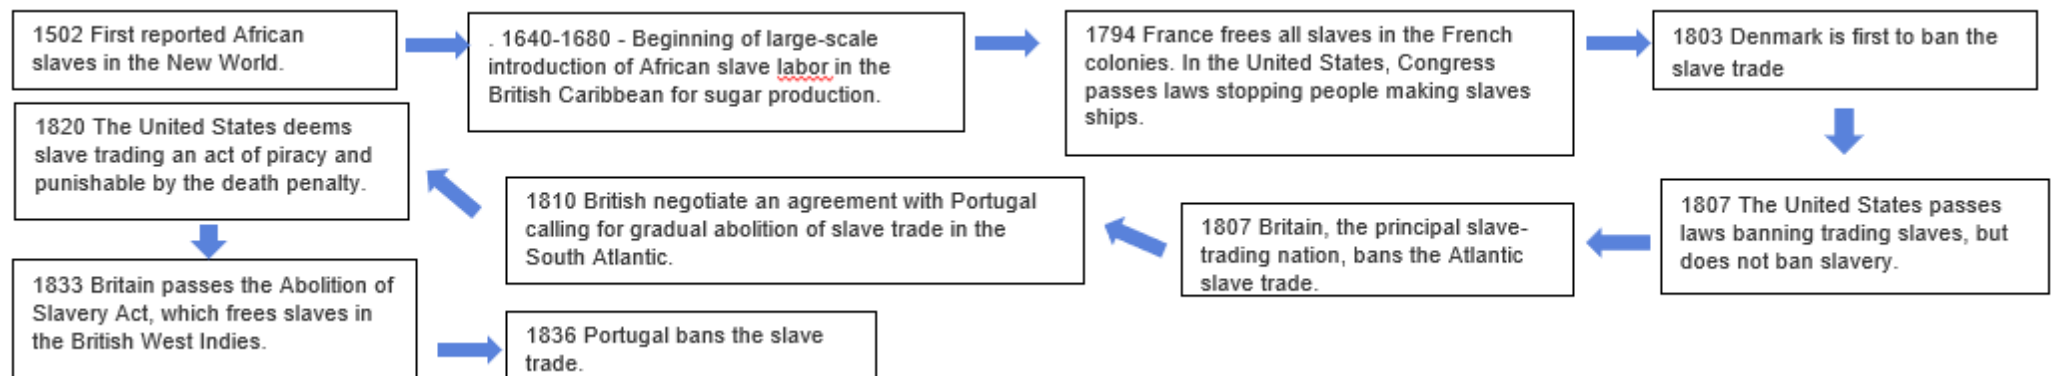 1502 First reported African
slaves in the New World.
. 1640-1680 - Beginning of large-scale
introduction of African slave labor in the
British Caribbean for sugar production.
1794 France frees all slaves in the French
colonies. In the United States, Congress
passes laws stopping people making slaves
ships.
1803 Denmark is first to ban the
slave trade
1807 The United States passes
laws banning trading slaves, but
does not ban slavery.
1807 Britain, the principal slave-
trading nation, bans the Atlantic
slave trade.
1810 British negotiate an agreement with Portugal
calling for gradual abolition of slave trade in the
South Atlantic.
1820 The United States deems
slave trading an act of piracy and
punishable by the death penalty.
1833 Britain passes the Abolition of
Slavery Act, which frees slaves in
the British West Indies.
1836 Portugal bans the slave
trade.